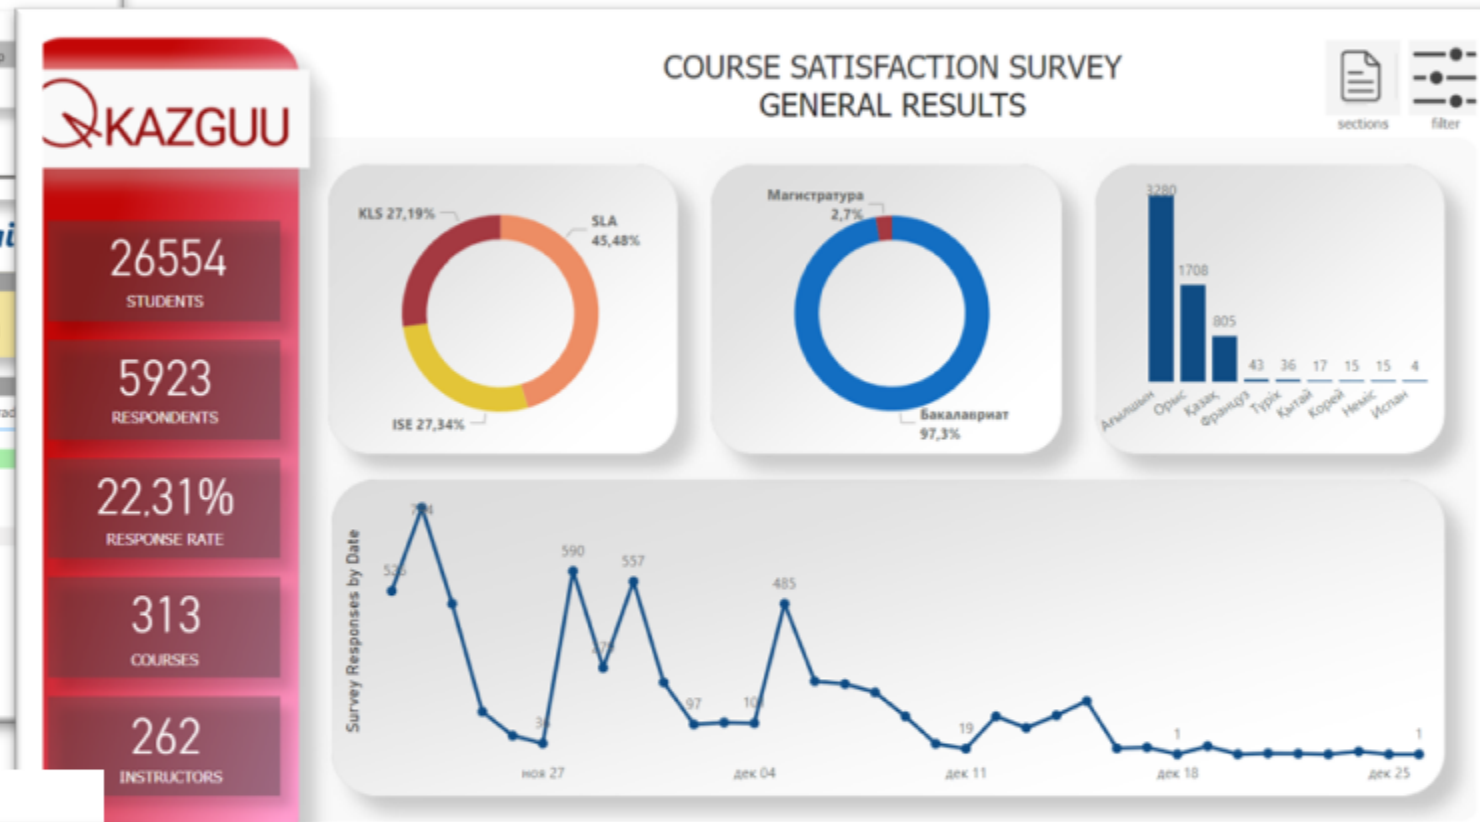 KAZGUU
COURSE SATISFACTION SURVEY
GENERAL RESULTS
sections
filter
26554
STUDENTS
5923
RESPONDENTS
22,31%
RESPONSE RATE
313
COURSES
262
INSTRUCTORS
KLS 27,19%
SLA
45,48%
ISE 27,34%
Магистратура
2,7%
Бакалавриат
97,3%
3280
1708
805
43
36
17
15
15
4
Ағылшын
Орыс
Қазақ
Француз
Түрік
Қытай
Корей
Неміс
Испан
Survey Responses by Date
590
557
97
485
19
1
1
ноя 27
дек 04
дек 11
дек 18
дек 25